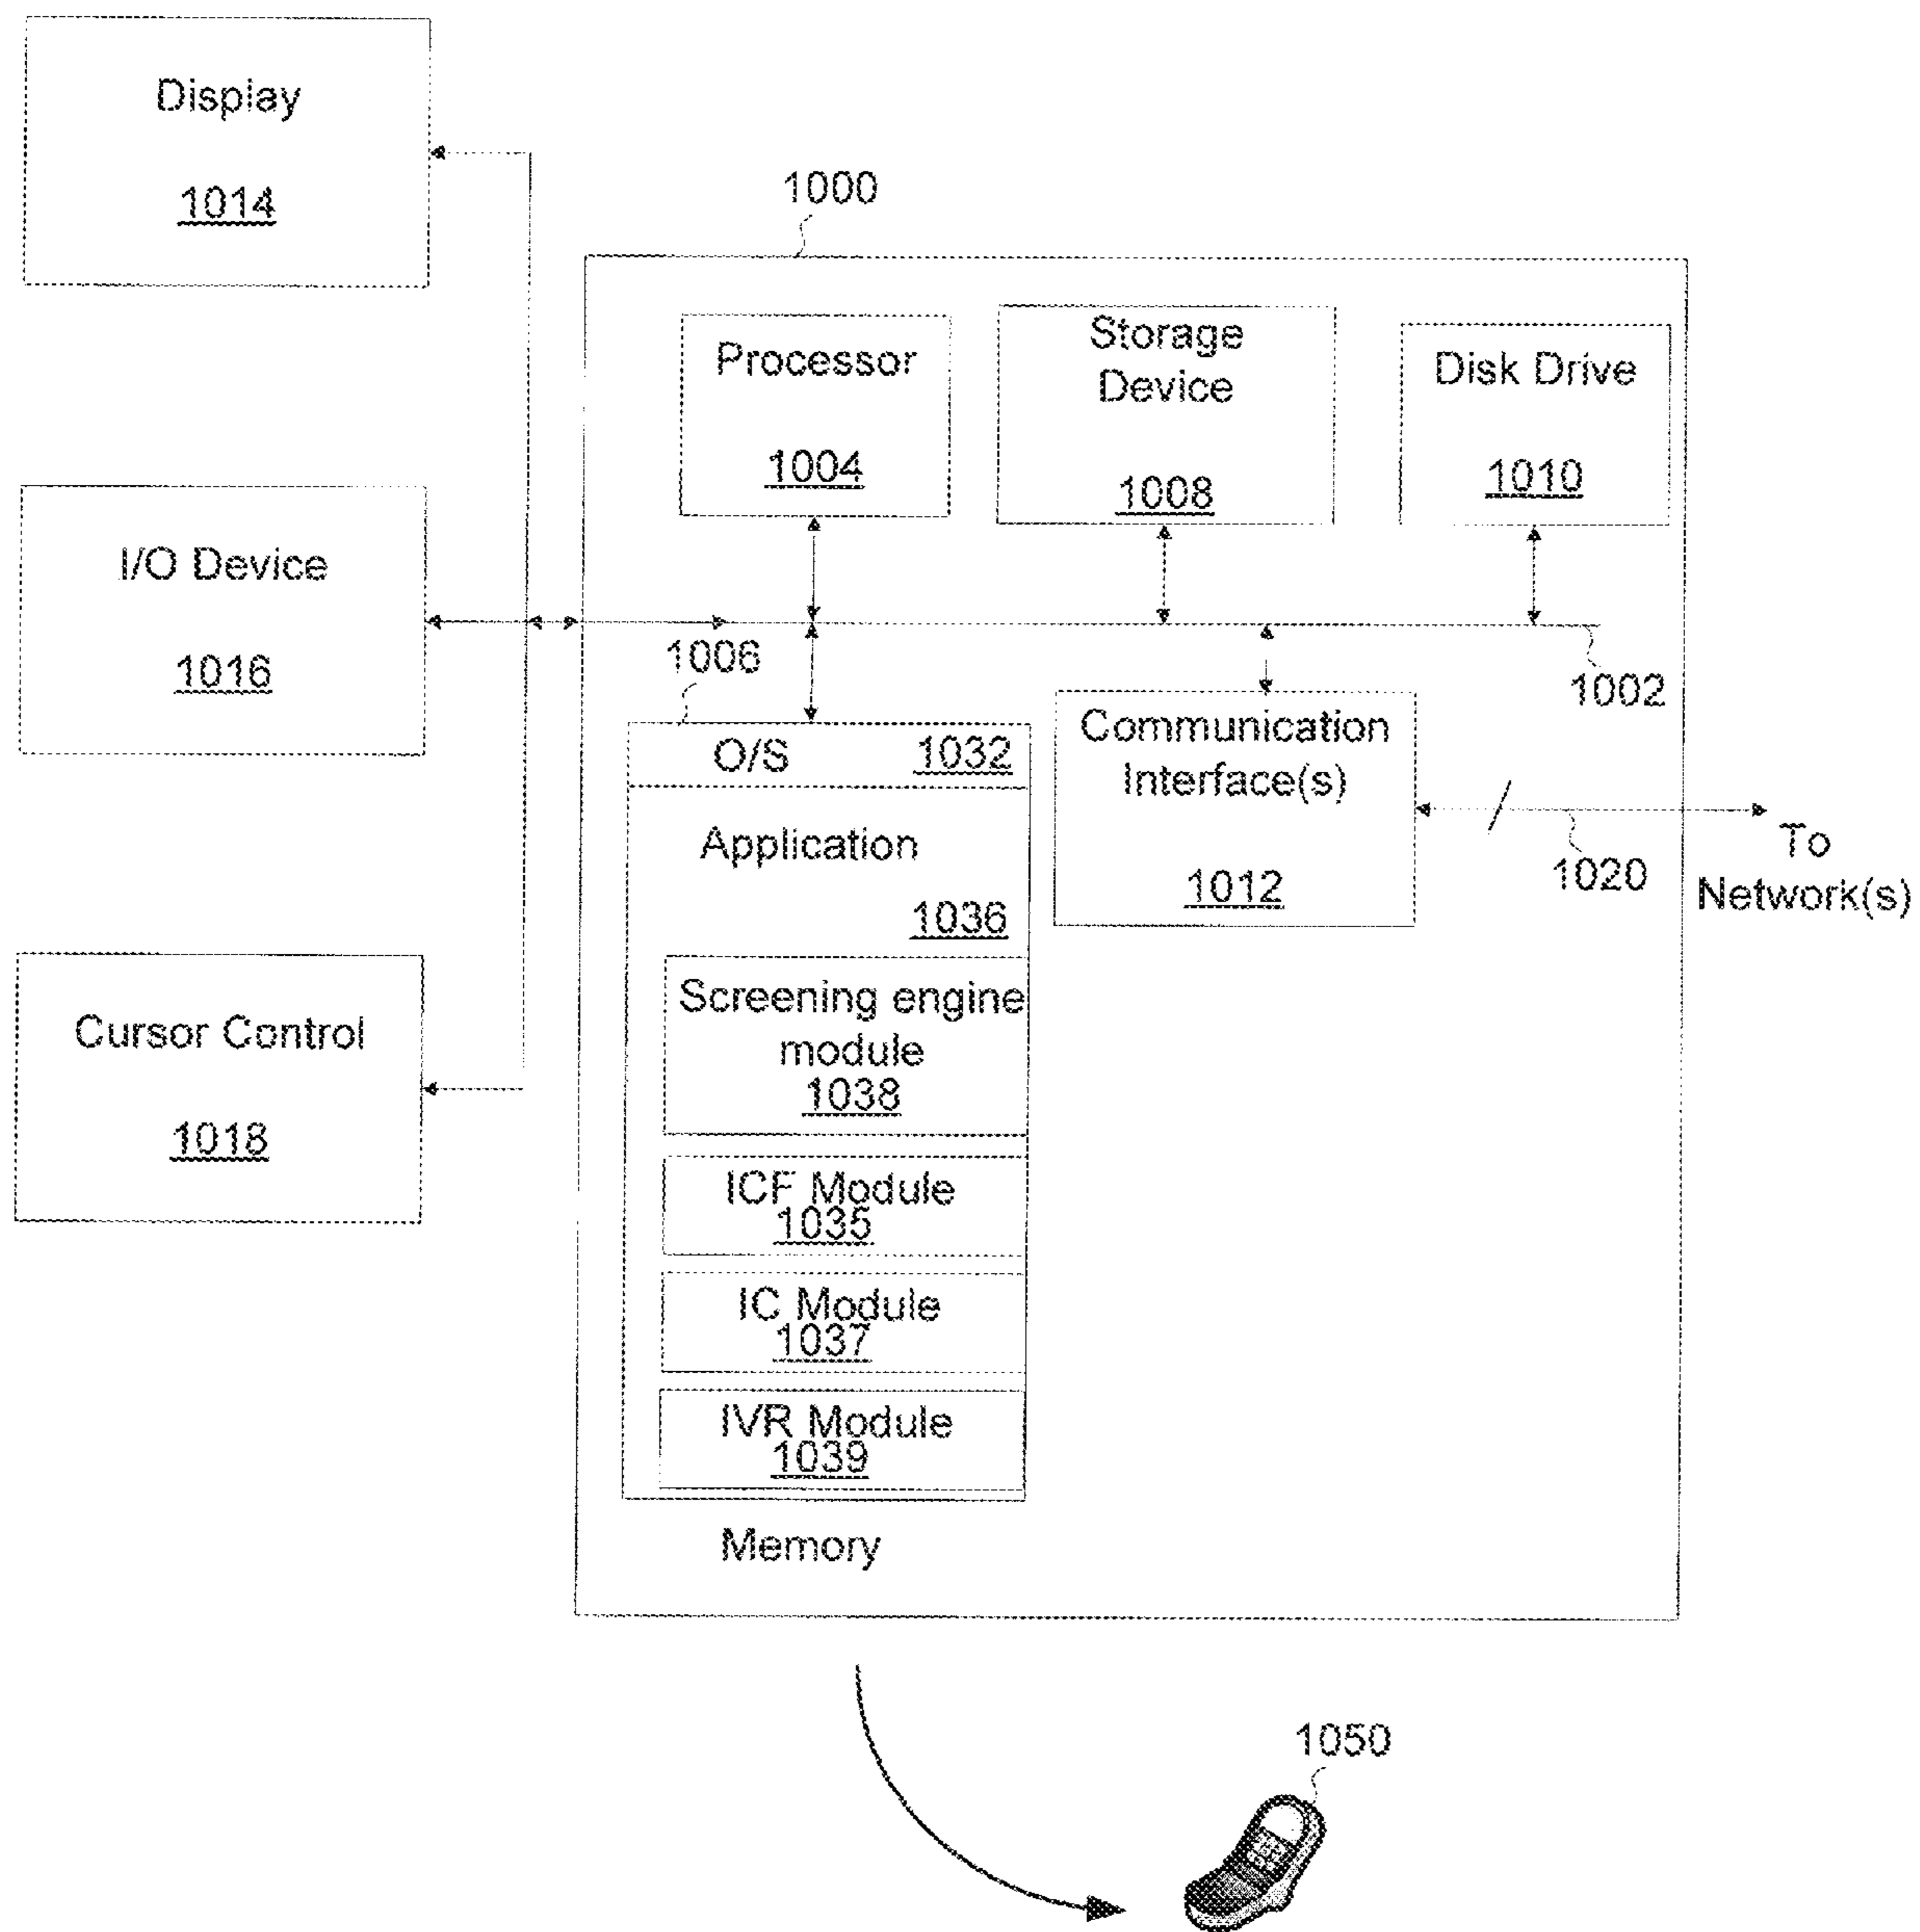 Display
1014
1000
Processor
1004
Storage
Device
1008
Disk Drive
1010
I/O Device
1016
1006
1002
O/S 1032
Application
1036
Screening engine
module
1038
ICF Module
1035
IC Module
1037
IVR Module
1039
Memory
Communication
Interface(s)
1012
1020
To
Network(s)
Cursor Control
1018
1050